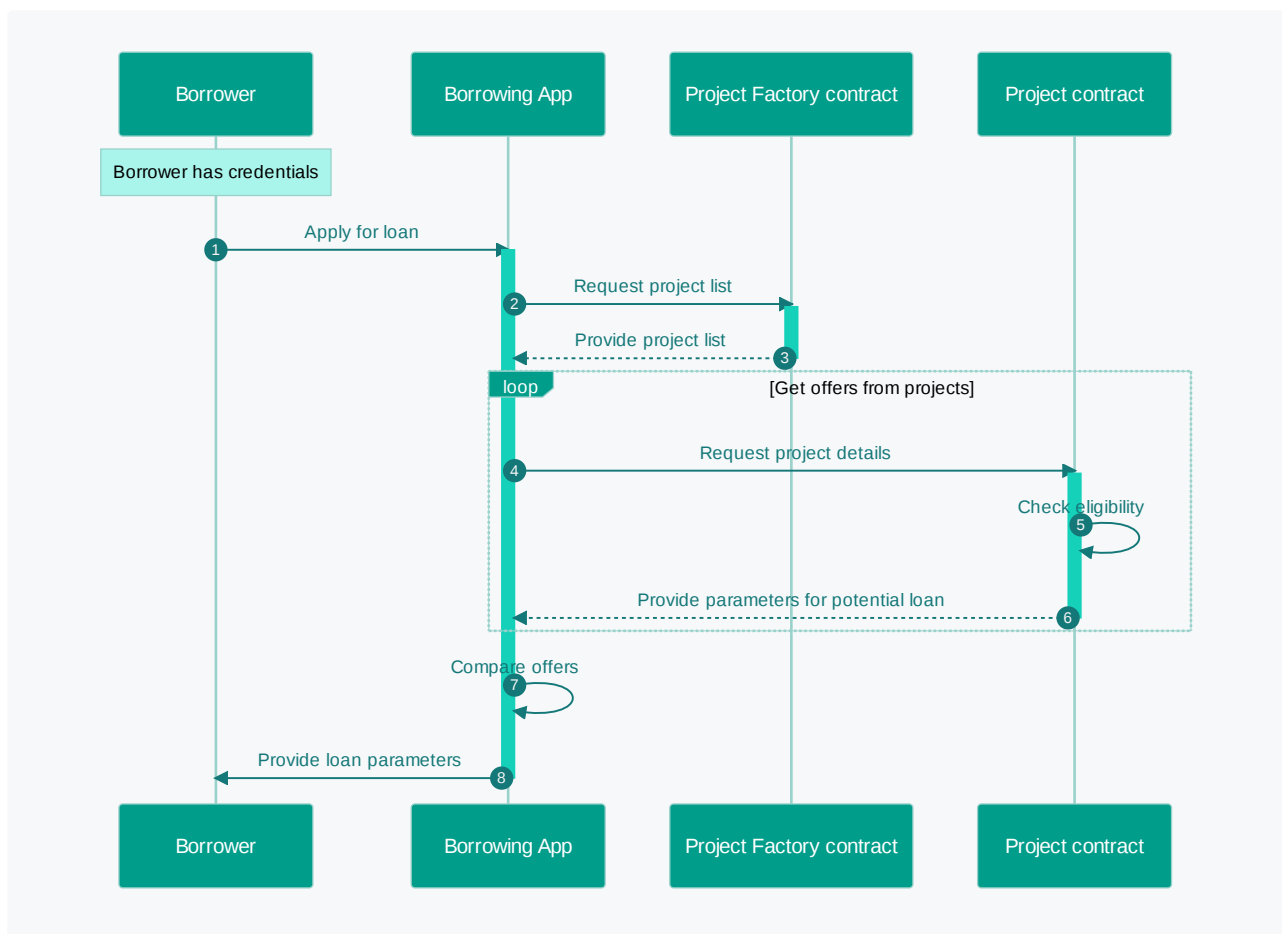 Borrower
Borrowing App
Project Factory contract
Project contract
Borrower has credentials
Apply for loan
1
Request project list
2
Provide project list
3
loop
[Get offers from projects]
Request project details
4
Check eligibility
5
Provide parameters for potential loan
6
Compare offers
7
Provide loan parameters
8
Borrower
Borrowing App
Project Factory contract
Project contract